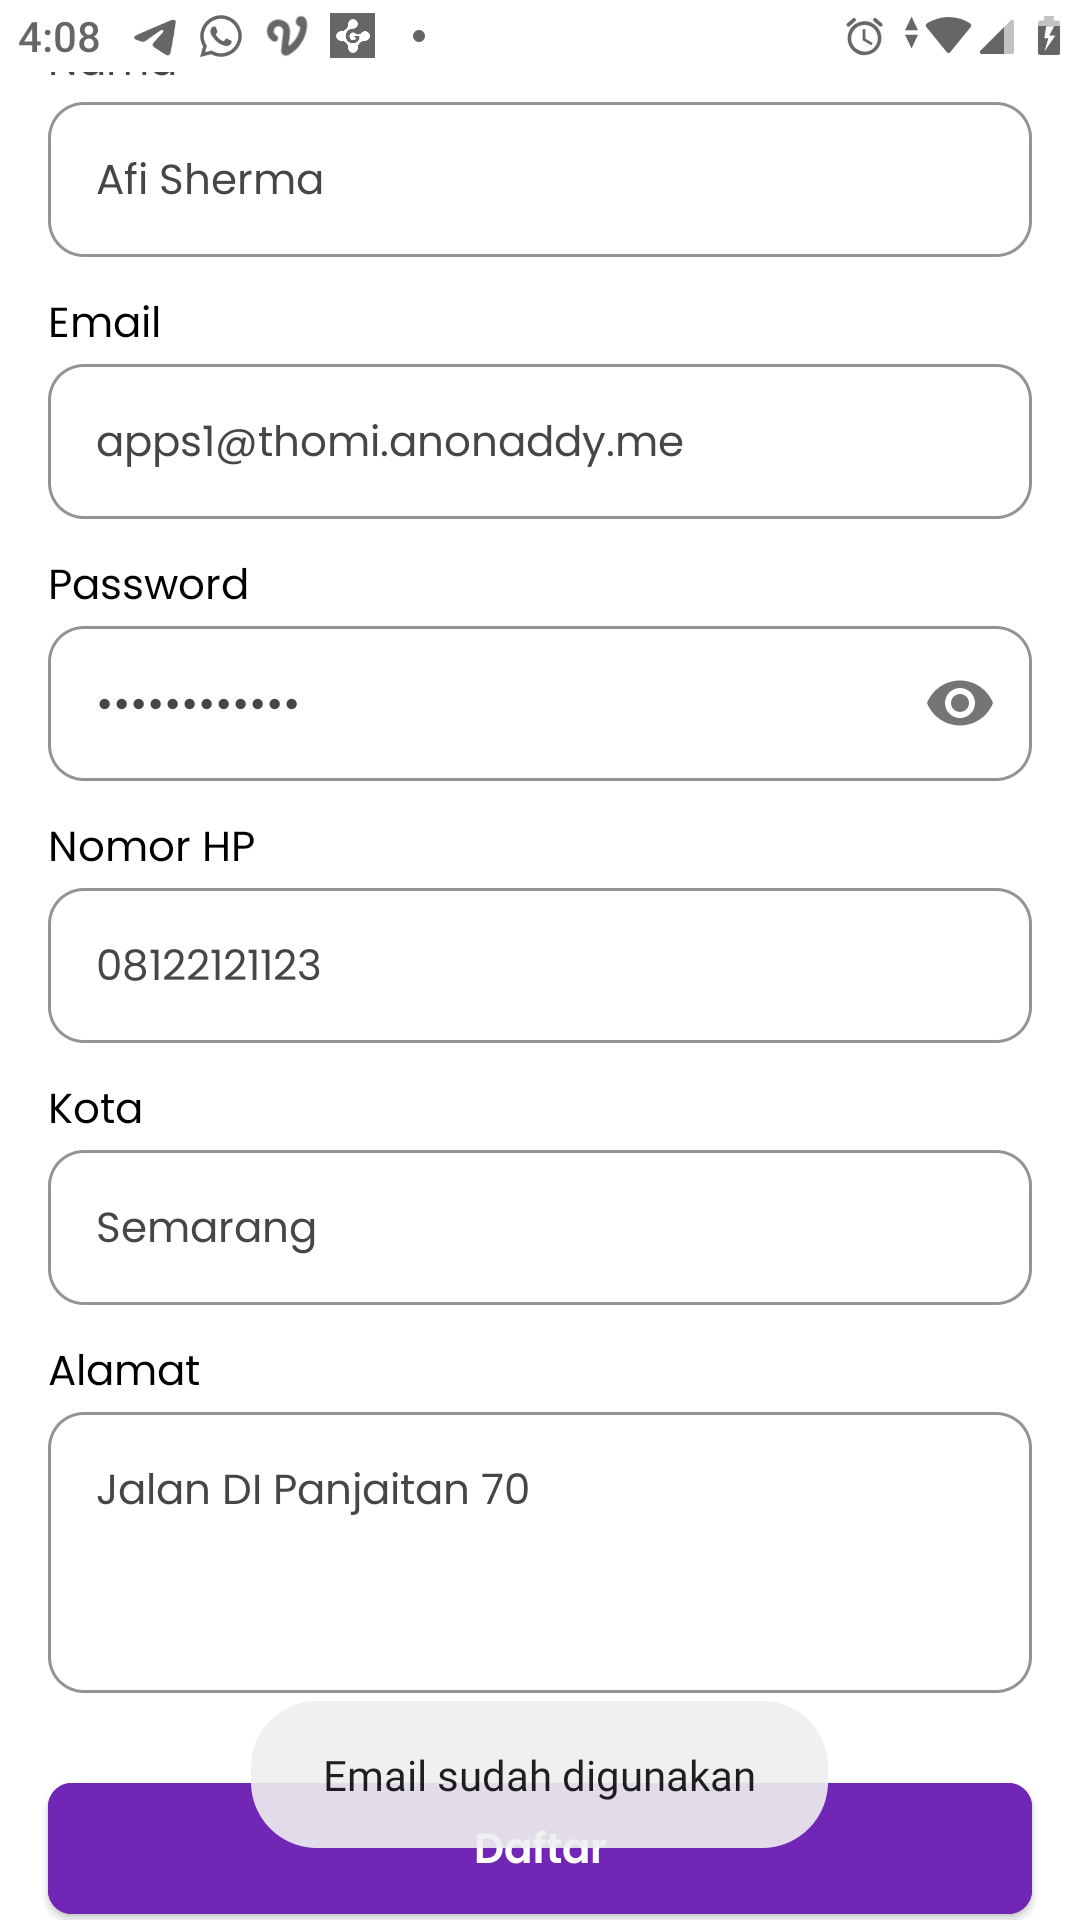 4:08
Afi Sherma
Email
apps1@thomi.anonaddy.me
Password
••••••••••••
Nomor HP
08122121123
Kota
Semarang
Alamat
Jalan DI Panjaitan 70
Email sudah digunakan
Daftar